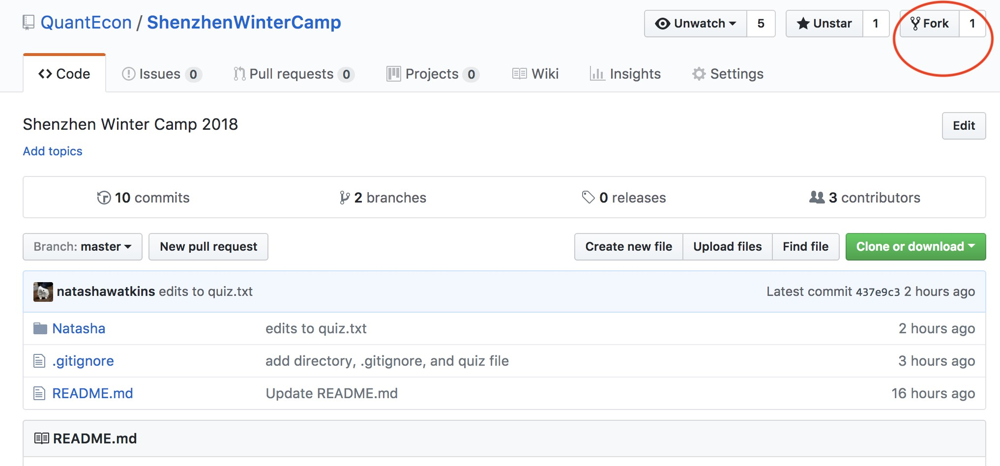 QuantEcon / ShenzhenWinterCamp Unwatch 5 Unstar 1 Fork 1
Code Issues 0 Pull requests 0 Projects 0 Wiki Insights Settings
Shenzhen Winter Camp 2018 Edit
Add topics
10 commits 2 branches 0 releases 3 contributors
Branch: master New pull request Create new file Upload files Find file Clone or download
natashawatkins edits to quiz.txt Latest commit 437e9c3 2 hours ago
Natasha edits to quiz.txt 2 hours ago
.gitignore add directory, .gitignore, and quiz file 3 hours ago
README.md Update README.md 16 hours ago
README.md